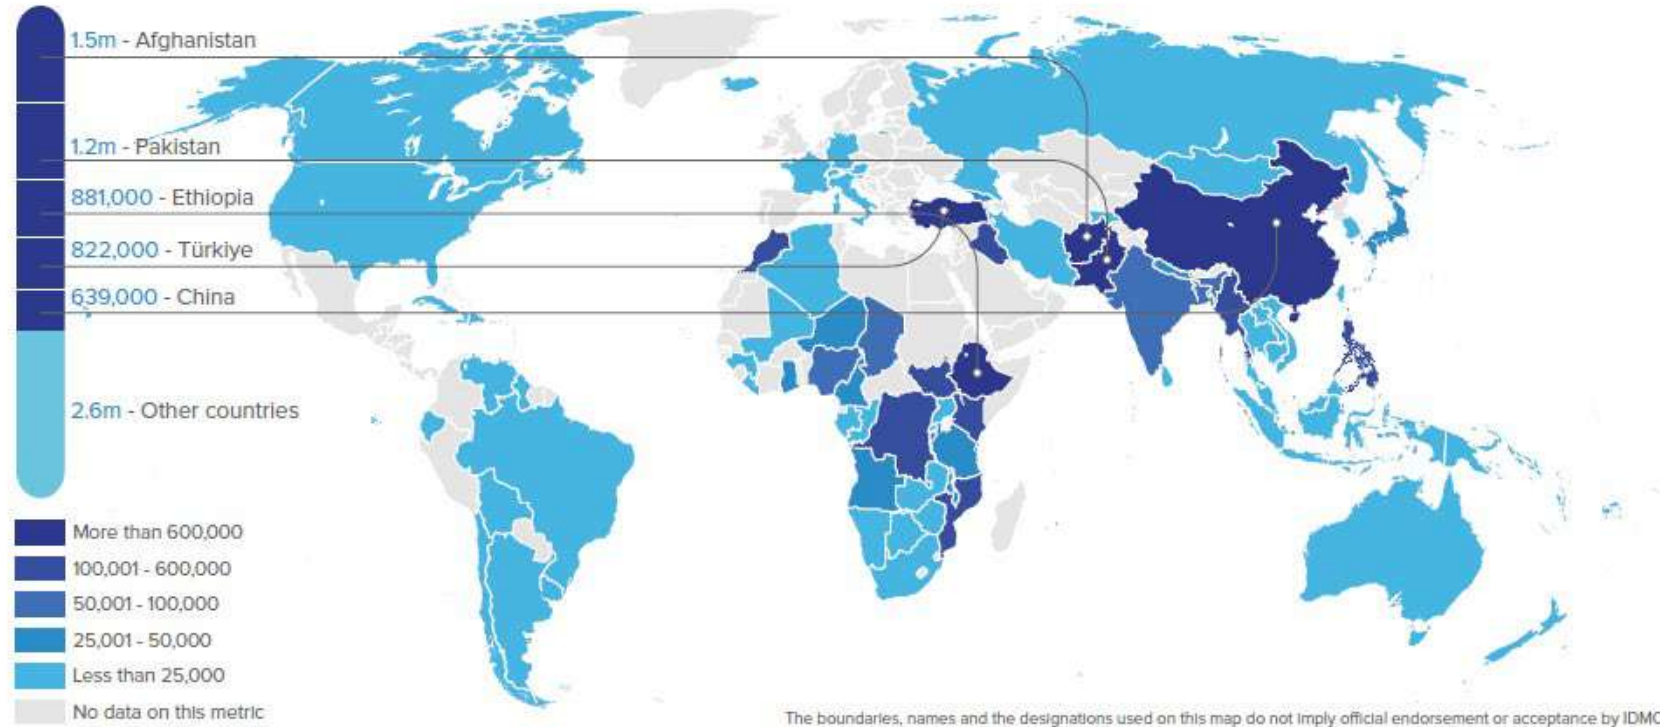 1.5m - Afghanistan
1.2m - Pakistan
881,000 - Ethiopia
822,000 - Türkiye
639,000 - China
2.6m - Other countries
More than 600,000
100,001 - 600,000
50,001 - 100,000
25,001 - 50,000
Less than 25,000
No data on this metric
The boundaries, names and the designations used on this map do not imply official endorsement or acceptance by IDMC